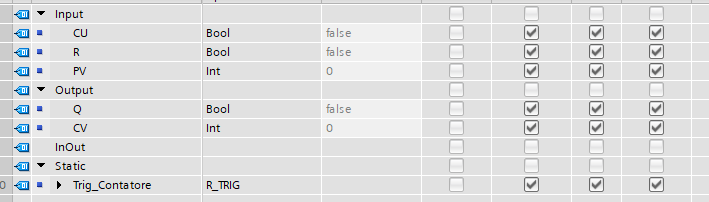 Input
CU Bool false
R Bool false
PV Int 0
Output
Q Bool false
CV Int 0
InOut
Static
Trig_Contatore R_TRIG